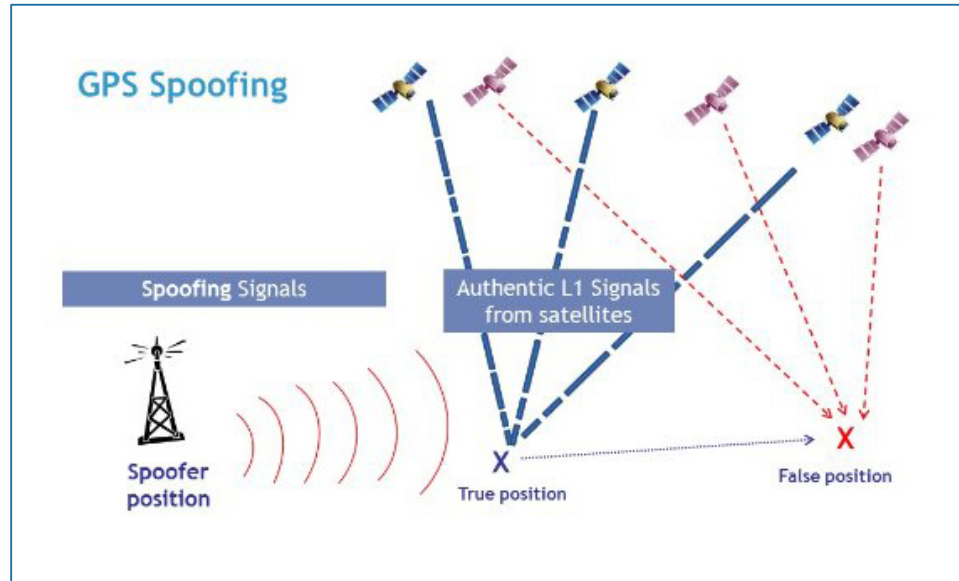 GPS Spoofing
Spoofing Signals
Authentic L1 Signals
from satellites
Spoofer
position
X
True position
X
False position